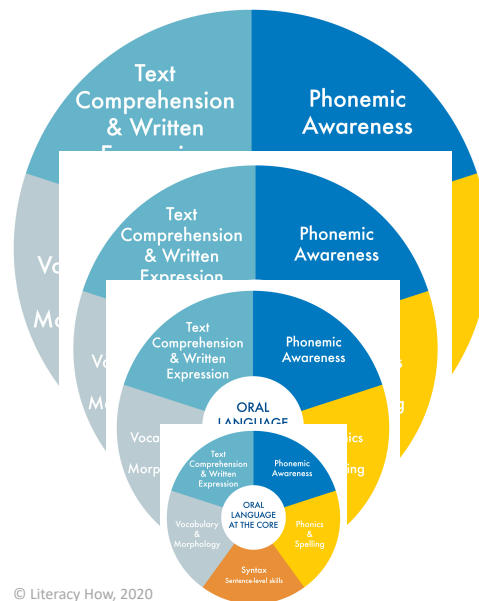 Text
Comprehension
& Written
Phonemic
Awareness
Text
Comprehension
& Written
Expression
Phonemic
Awareness
Text
Comprehension
& Written
Expression
Phonemic
Awareness
ORAL
LANGUAGE
Text
Comprehension
& Written
Expression
Phonemic
Awareness
ORAL
LANGUAGE
AT THE CORE
Vocabulary
&
Morphology
Phanics
&
Spelling
Syntax
Sentence-level skills
© Literacy How, 2020